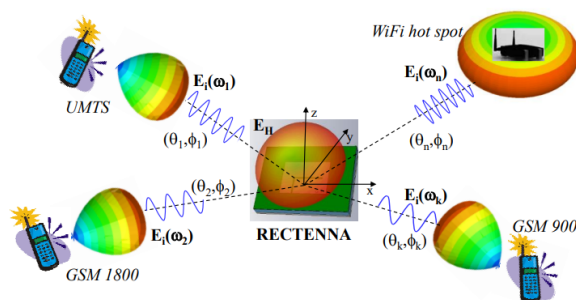 WiFi hot spot
UMTS
E_i(ω_1)
E_i(ω_n)
(θ_1,ϕ_1)
E_H
z
y
x
(θ_n,ϕ_n)
(θ_2,ϕ_2)
E_i(ω_2)
GSM 1800
RECTENNA
E_i(ω_k)
(θ_k,ϕ_k)
GSM 900